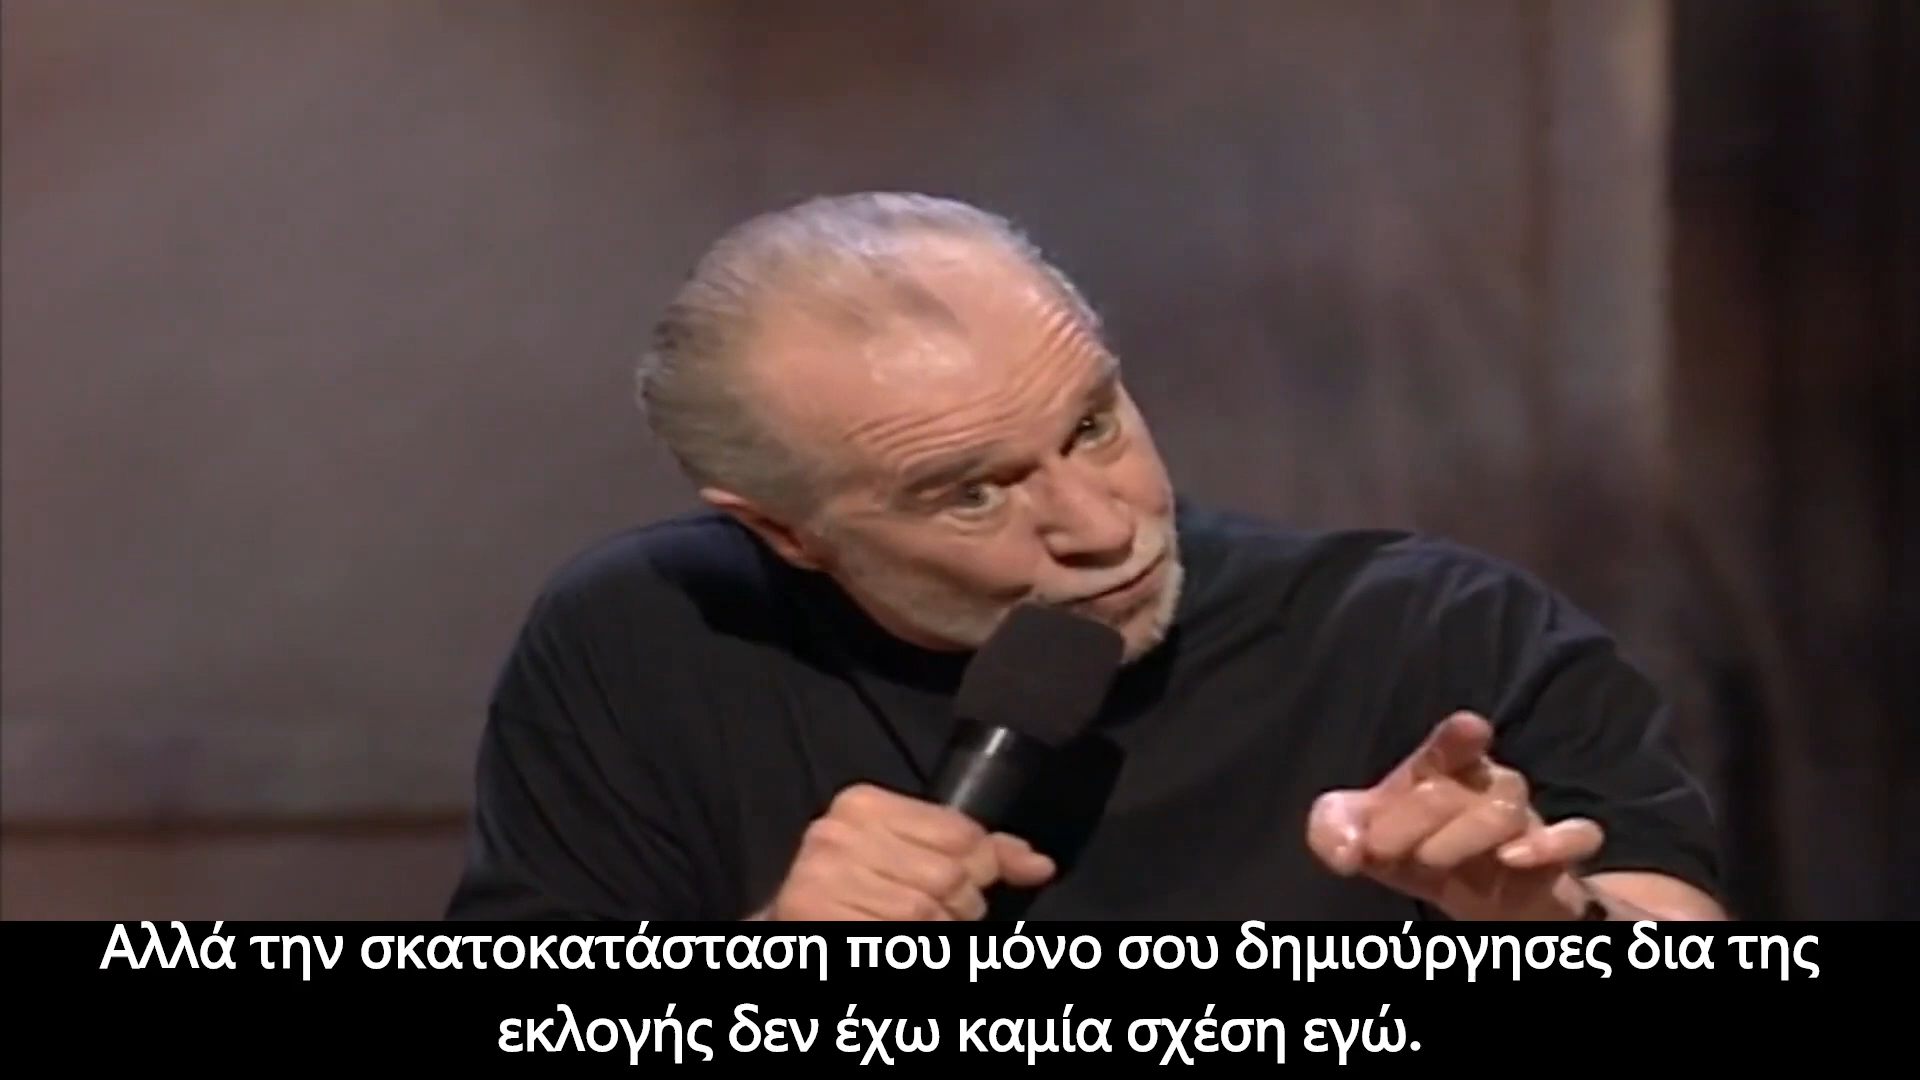 Αλλά την σκατοκατάσταση που μόνο σου δημιούργησες δια της
εκλογής δεν έχω καμία σχέση εγώ.